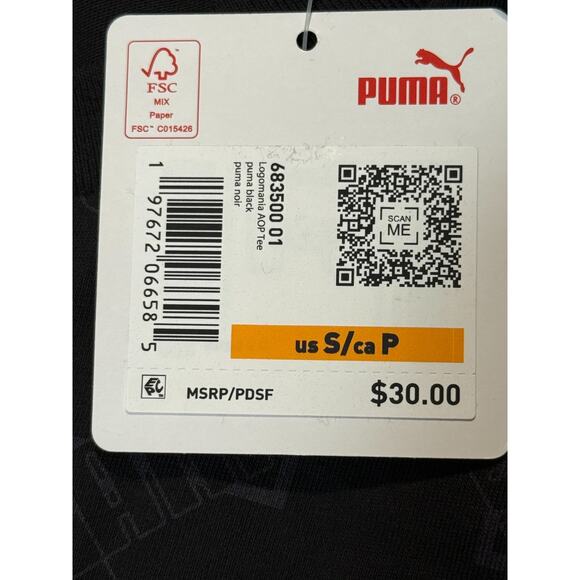 FSC
MIX
Paper
FSC™ C015426
PUMA®
683500 01
Logomania AOP Tee
puma black
puma noir
1 97672 06658 5
SCAN
ME
us S/ca P
MSRP/PDSF
$30.00